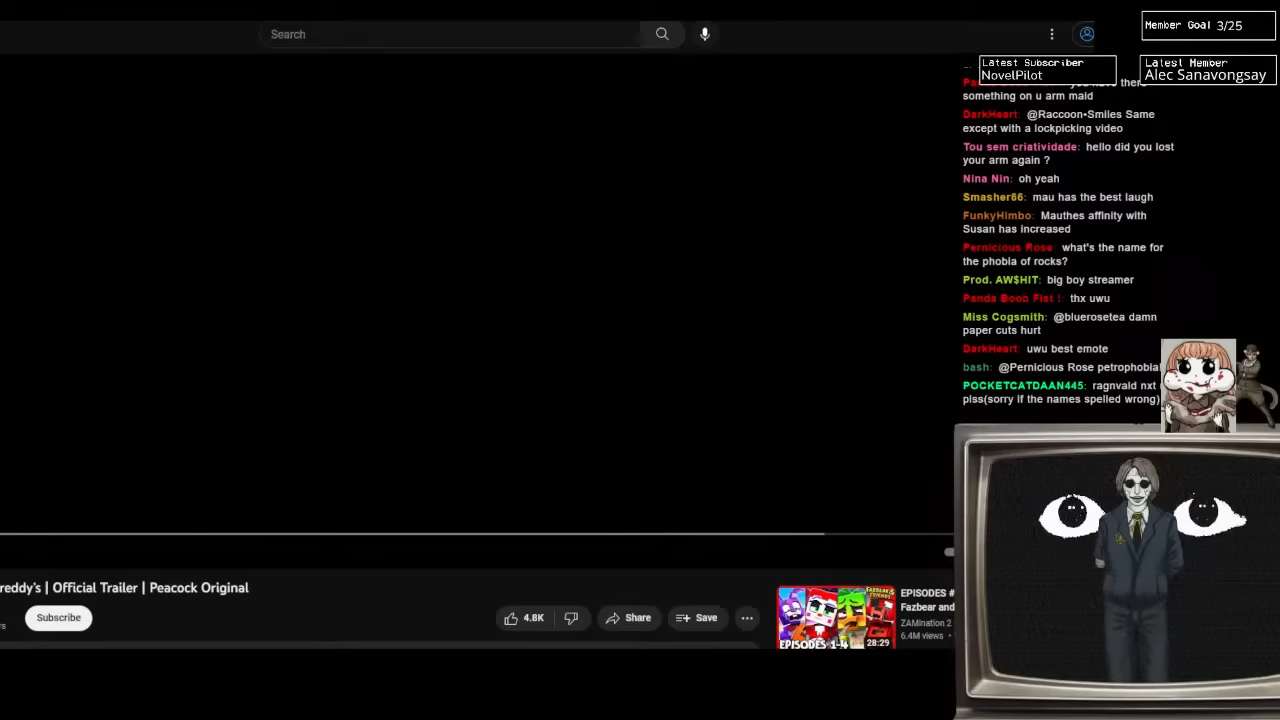 Search
Member Goal 3/25
Latest Subscriber
NovelPilot
Latest Member
Alec Sanavongsay
something on u arm maid
DarkHeart: @Raccoon•Smiles Same
except with a lockpicking video
Tou sem criatividade: hello did you lost
your arm again ?
Nina Nin: oh yeah
Smasher66: mau has the best laugh
FunkyHimbo: Mauthes affinity with
Susan has increased
Pernicious Rose: what's the name for
the phobia of rocks?
Prod. AW$HIT: big boy streamer
Panda Boob Fist !: thx uwu
Miss Cogsmith: @bluerosetea damn
paper cuts hurt
DarkHeart: uwu best emote
bash: @Pernicious Rose petrophobia
POCKETCATDAAN445: ragnvald nxt
plss(sorry if the names spelled wrong)
reddy's | Official Trailer | Peacock Original
Subscribe
4.8K
Share
Save
EPISODES 1-4
28:29
EPISODES #
Fazbear and
ZAMination 2
6.4M views •